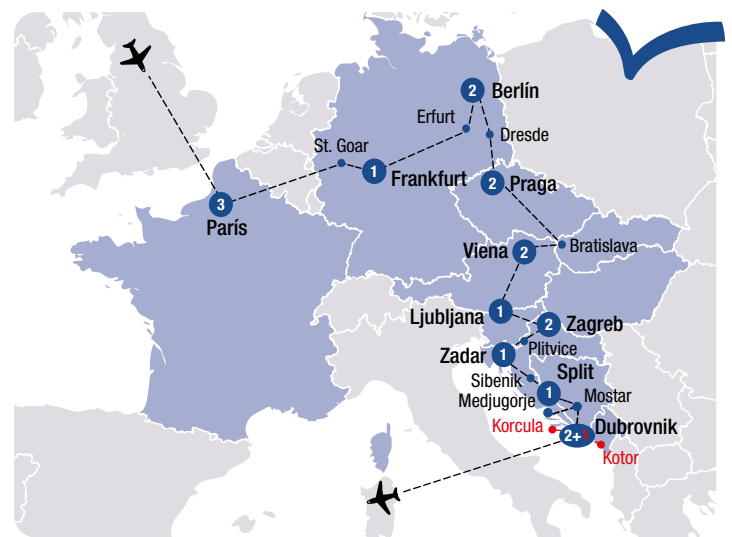 2
Berlín
Erfurt
Dresde
St. Goar
1
Frankfurt
2
Praga
3
París
Bratislava
Viena
2
Ljubljana
1
2
Zagreb
Plitvice
Zadar
1
Split
Sibenik
1
Mostar
Medjugorje
Korcula
2+1
Dubrovnik
Kotor